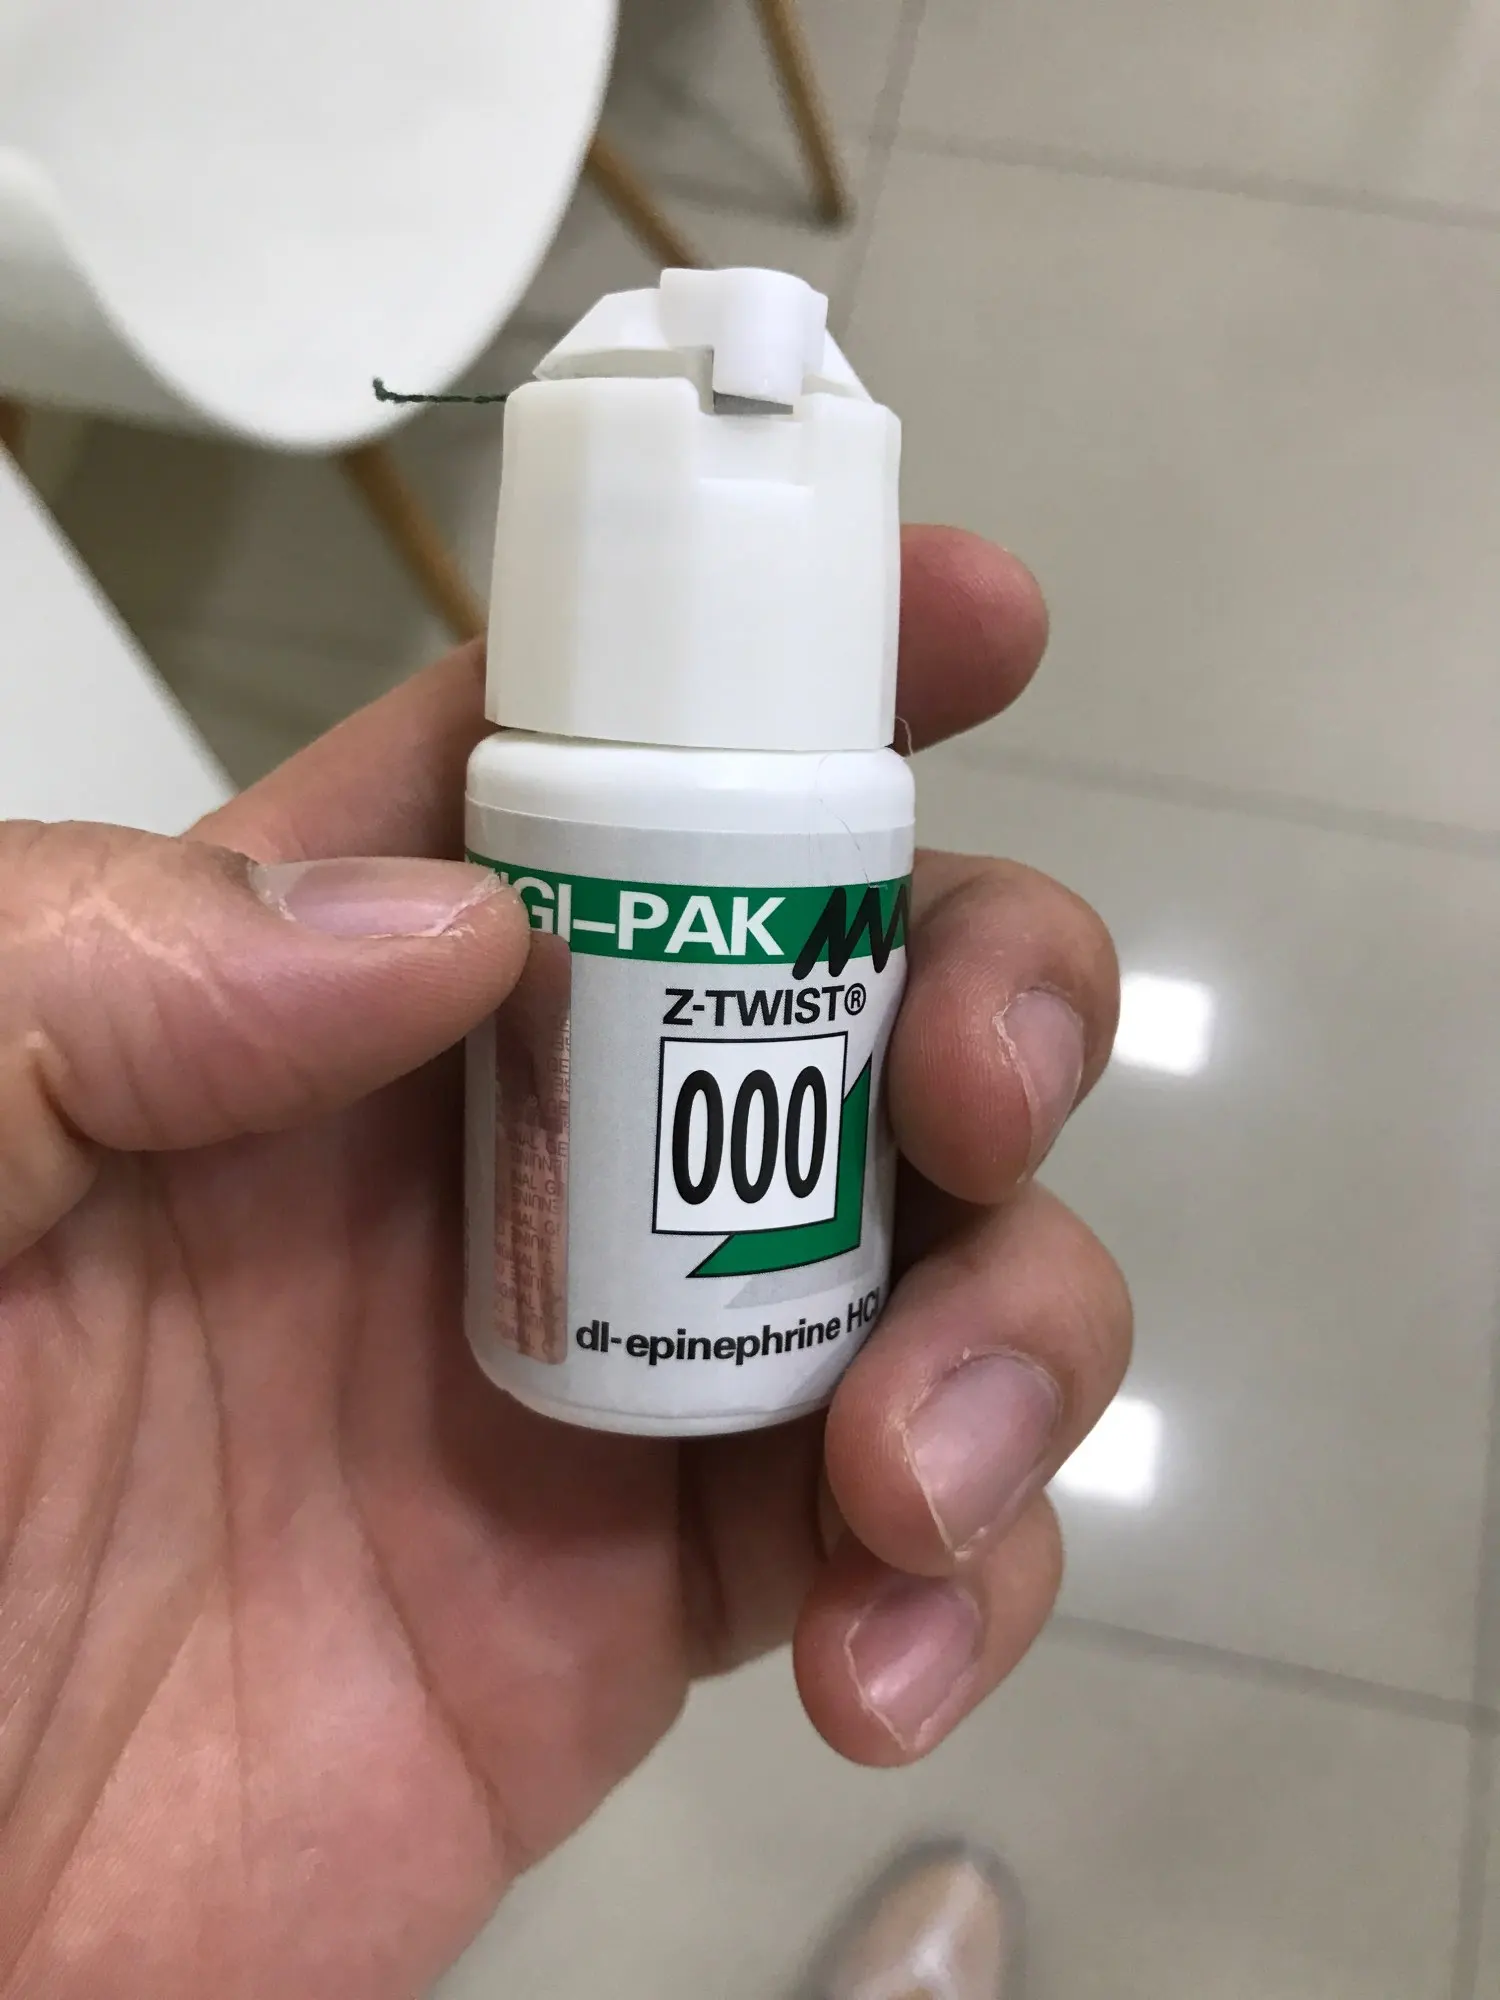 GI–PAK
Z-TWIST®
000
dl-epinephrine HCl